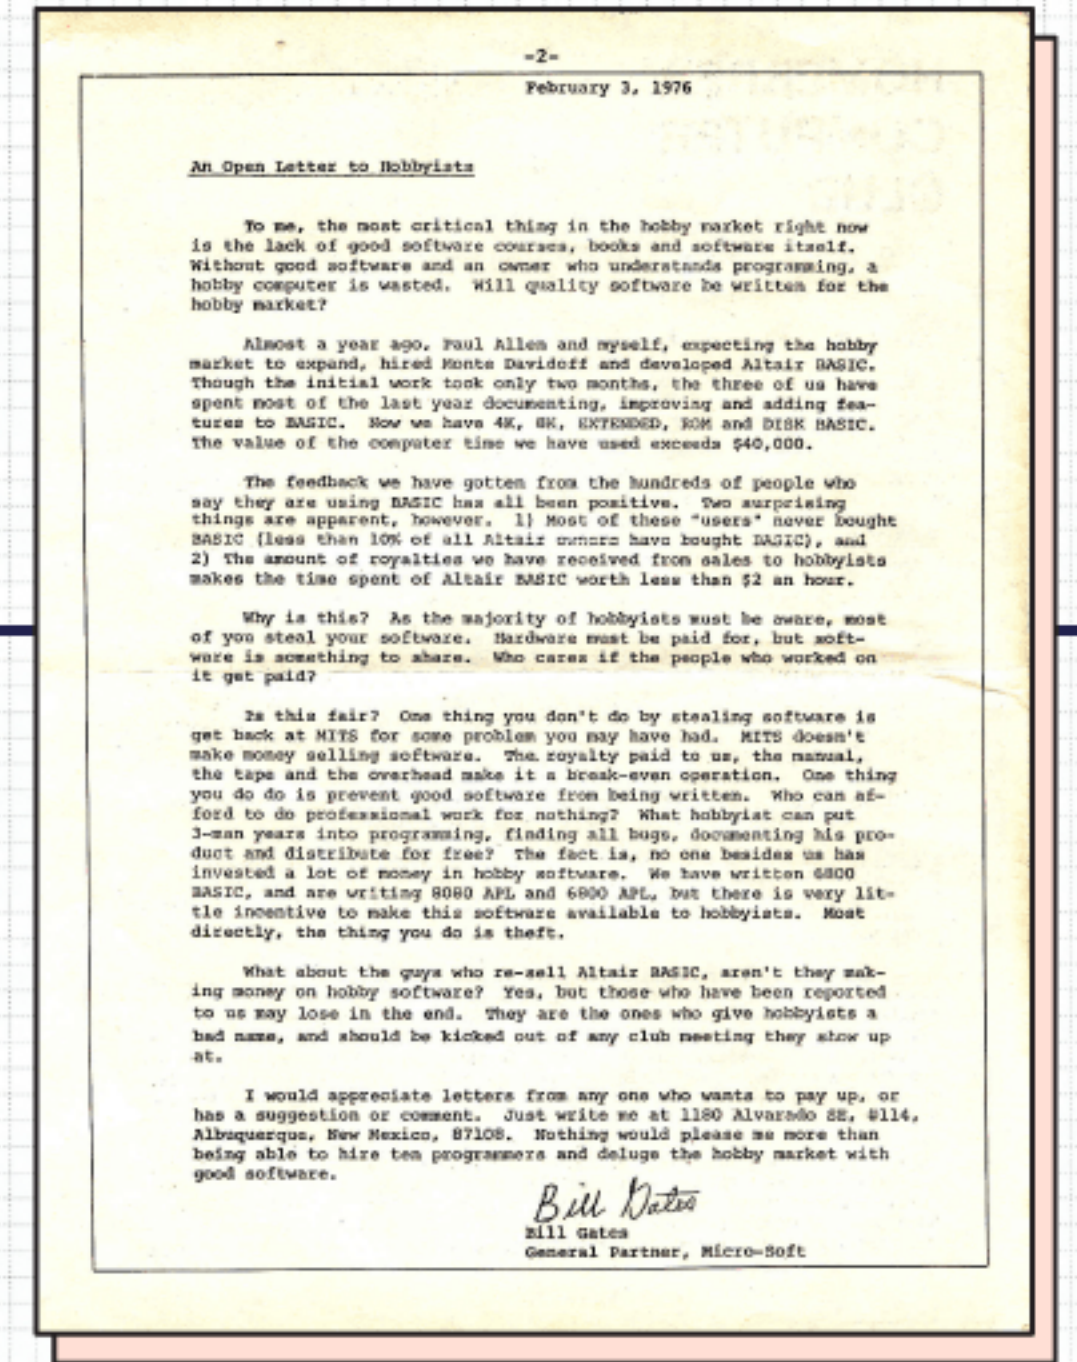 -2-
February 3, 1976
An Open Letter to Hobbyists
To me, the most critical thing in the hobby market right now
is the lack of good software courses, books and software itself.
Without good software and an owner who understands programming, a
hobby computer is wasted. Will quality software be written for the
hobby market?
Almost a year ago, Paul Allen and myself, expecting the hobby
market to expand, hired Monte Davidoff and developed Altair BASIC.
Though the initial work took only two months, the three of us have
spent most of the last year documenting, improving and adding fea-
tures to BASIC. Now we have 4K, 8K, EXTENDED, ROM and DISK BASIC.
The value of the computer time we have used exceeds $40,000.
The feedback we have gotten from the hundreds of people who
say they are using BASIC has all been positive. Two surprising
things are apparent, however. 1) Most of these "users" never bought
BASIC (less than 10% of all Altair owners have bought BASIC), and
2) The amount of royalties we have received from sales to hobbyists
makes the time spent of Altair BASIC worth less than $2 an hour.
Why is this? As the majority of hobbyists must be aware, most
of you steal your software. Hardware must be paid for, but soft-
ware is something to share. Who cares if the people who worked on
it get paid?
Is this fair? One thing you don't do by stealing software is
get back at MITS for some problem you may have had. MITS doesn't
make money selling software. The royalty paid to us, the manual,
the tape and the overhead make it a break-even operation. One thing
you do do is prevent good software from being written. Who can af-
ford to do professional work for nothing? What hobbyist can put
3-man years into programming, finding all bugs, documenting his pro-
duct and distribute for free? The fact is, no one besides us has
invested a lot of money in hobby software. We have written 6800
BASIC, and are writing 8080 APL and 6800 APL, but there is very lit-
tle incentive to make this software available to hobbyists. Most
directly, the thing you do is theft.
What about the guys who re-sell Altair BASIC, aren't they mak-
ing money on hobby software? Yes, but those who have been reported
to us may lose in the end. They are the ones who give hobbyists a
bad name, and should be kicked out of any club meeting they show up
at.
I would appreciate letters from any one who wants to pay up, or
has a suggestion or comment. Just write me at 1180 Alvarado SE, #114,
Albuquerque, New Mexico, 87108. Nothing would please me more than
being able to hire ten programmers and deluge the hobby market with
good software.
Bill Gates
Bill Gates
General Partner, Micro-Soft